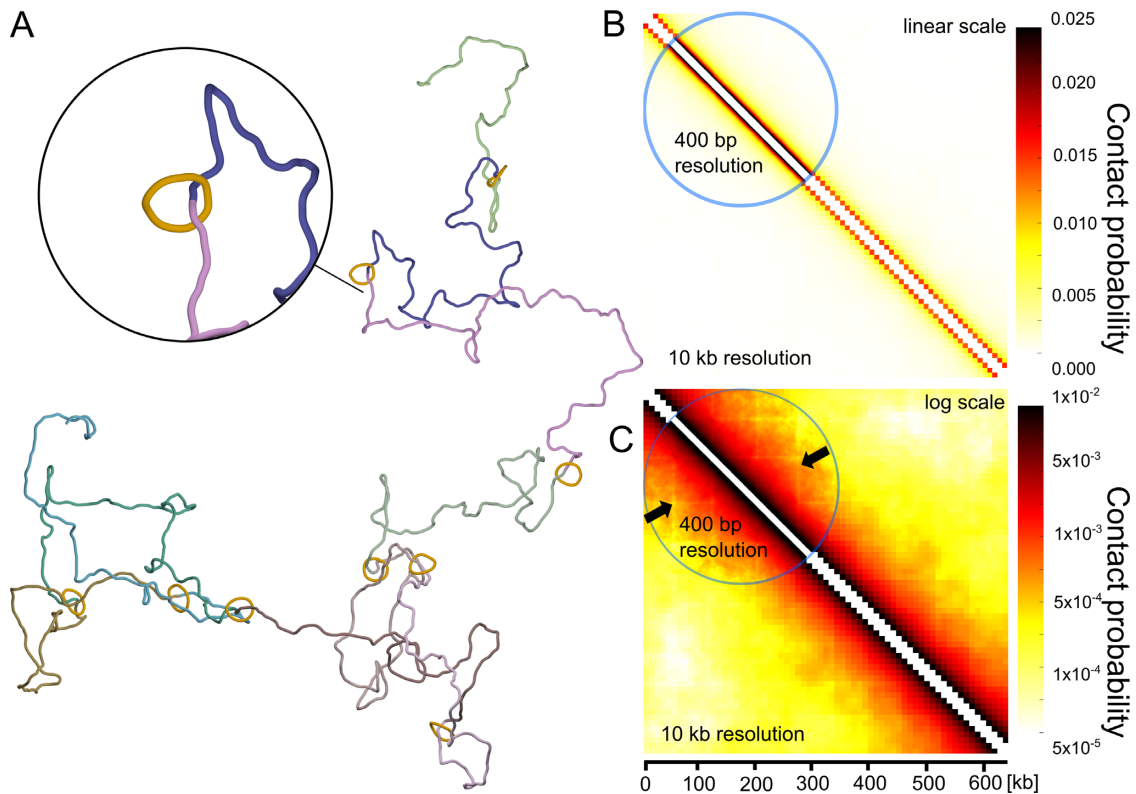 A
B
linear scale
400 bp
resolution
10 kb resolution
0.025
0.020
0.015
0.010
0.005
0.000
Contact probability
C
log scale
400 bp
resolution
10 kb resolution
1x10⁻²
5x10⁻³
1x10⁻³
5x10⁻⁴
1x10⁻⁴
5x10⁻⁵
Contact probability
0 100 200 300 400 500 600 [kb]